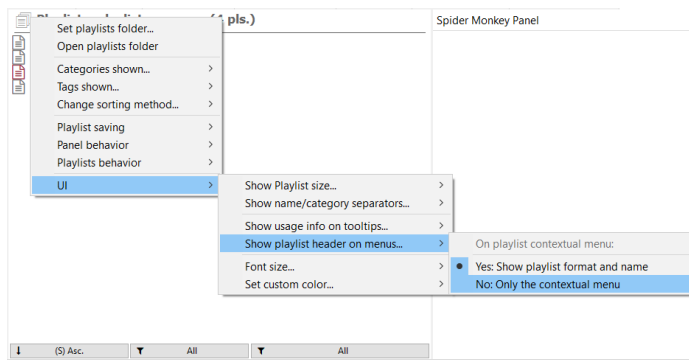 (4 pls.)
Spider Monkey Panel
Set playlists folder...
Open playlists folder
Categories shown...
Tags shown...
Change sorting method...
Playlist saving
Panel behavior
Playlists behavior
UI
Show Playlist size...
Show name/category separators...
Show usage info on tooltips...
Show playlist header on menus...
Font size...
Set custom color...
On playlist contextual menu:
Yes: Show playlist format and name
No: Only the contextual menu
(S) Asc.
All
All